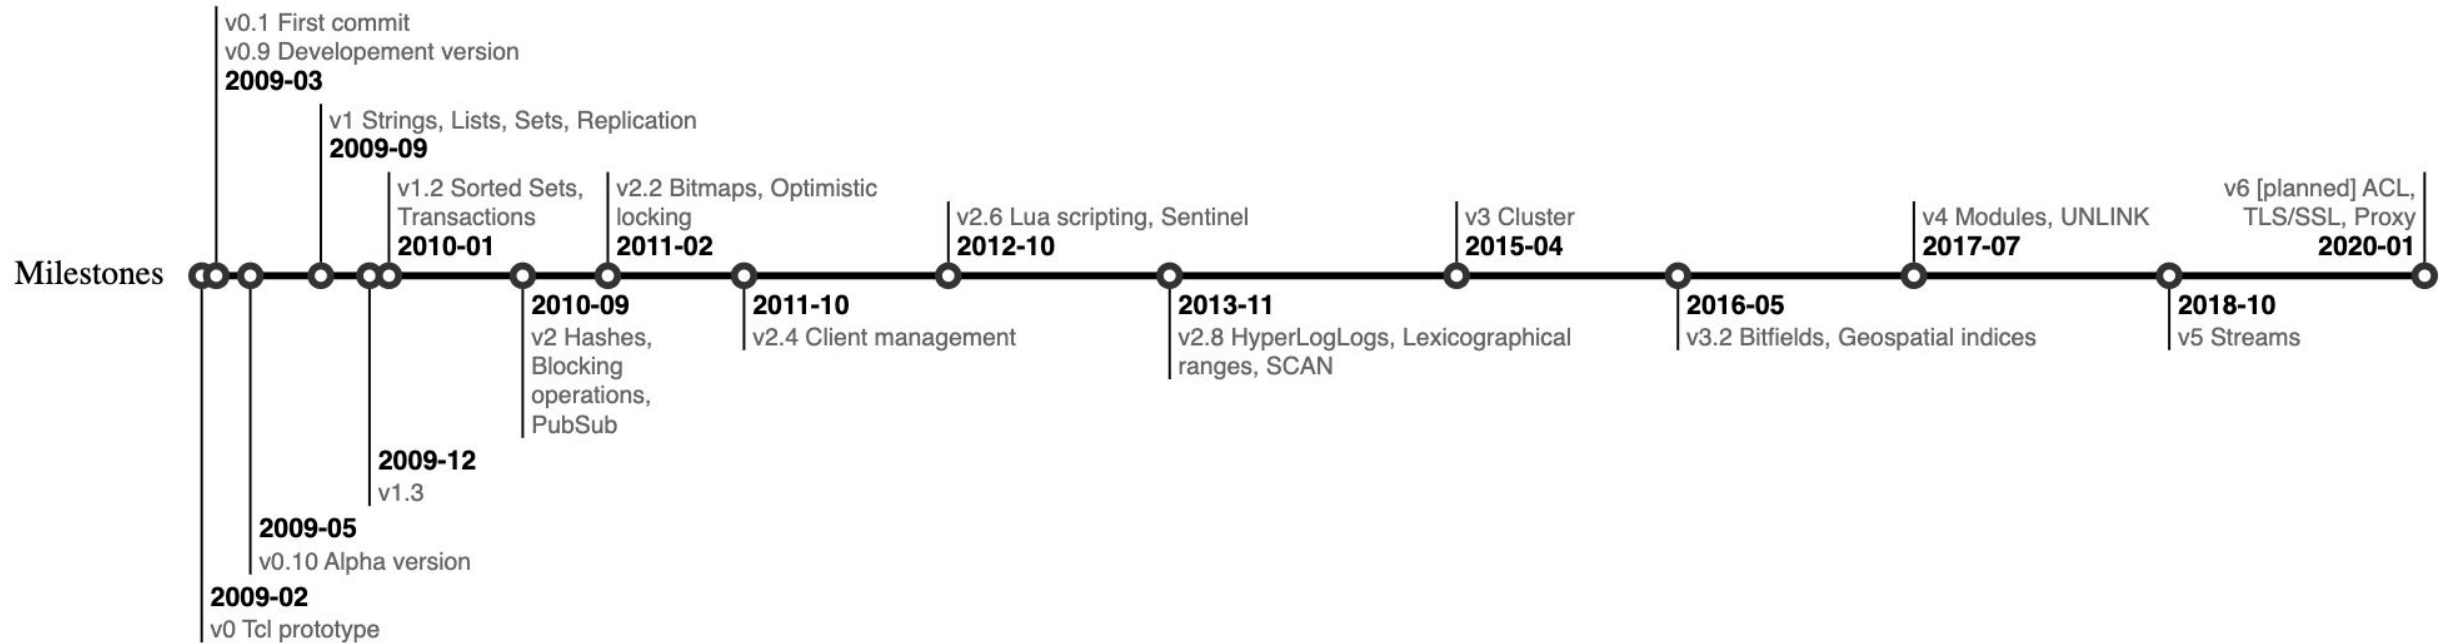 v0.1 First commit
v0.9 Developement version
2009-03
v1 Strings, Lists, Sets, Replication
2009-09
v1.2 Sorted Sets,
Transactions
2010-01
v2.2 Bitmaps, Optimistic
locking
2011-02
v2.6 Lua scripting, Sentinel
2012-10
v3 Cluster
2015-04
v4 Modules, UNLINK
2017-07
v6 [planned] ACL,
TLS/SSL, Proxy
2020-01
Milestones
2010-09
v2 Hashes,
Blocking
operations,
PubSub
2011-10
v2.4 Client management
2013-11
v2.8 HyperLogLogs, Lexicographical
ranges, SCAN
2016-05
v3.2 Bitfields, Geospatial indices
2018-10
v5 Streams
2009-12
v1.3
2009-05
v0.10 Alpha version
2009-02
v0 Tcl prototype